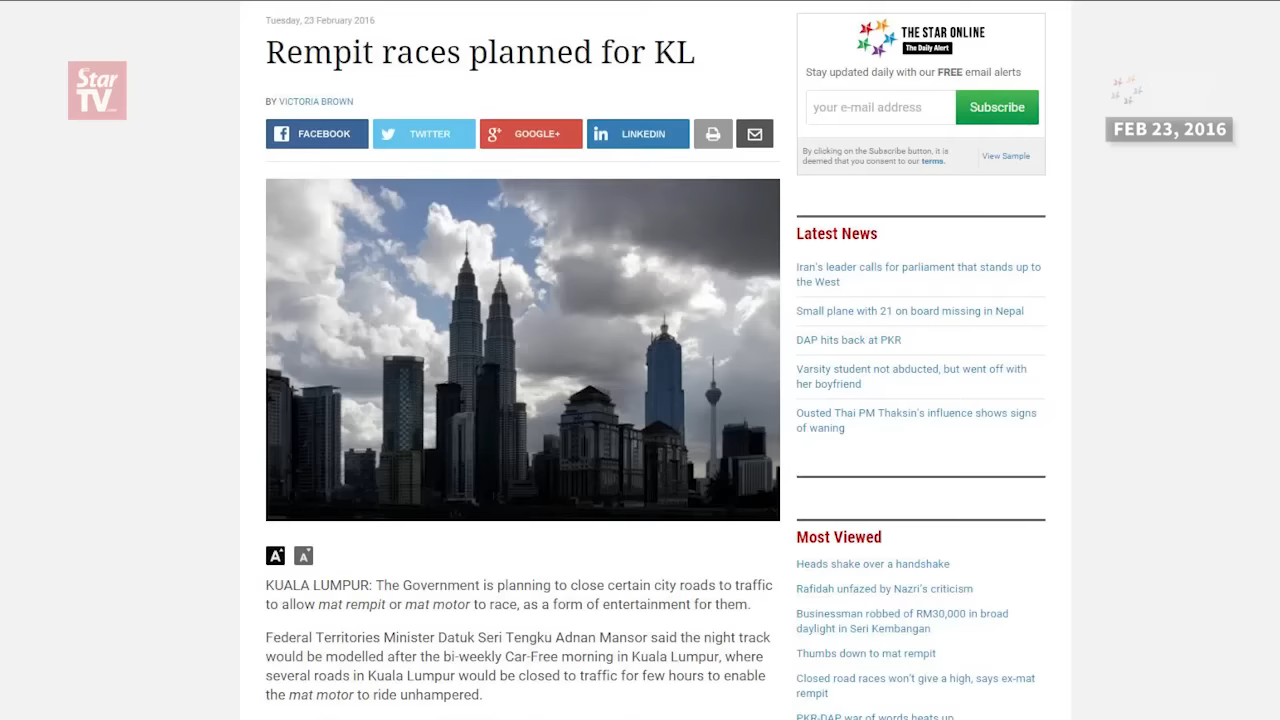 Tuesday, 23 February 2016
Rempit races planned for KL
BY VICTORIA BROWN
FACEBOOK
TWITTER
GOOGLE+
LINKEDIN
KUALA LUMPUR: The Government is planning to close certain city roads to traffic
to allow mat rempit or mat motor to race, as a form of entertainment for them.
Federal Territories Minister Datuk Seri Tengku Adnan Mansor said the night track
would be modelled after the bi-weekly Car-Free morning in Kuala Lumpur, where
several roads in Kuala Lumpur would be closed to traffic for few hours to enable
the mat motor to ride unhampered.
THE STAR ONLINE
The Daily Alert
Stay updated daily with our FREE email alerts
your e-mail address
Subscribe
By clicking on the Subscribe button, it is
deemed that you consent to our terms.
View Sample
Latest News
Iran's leader calls for parliament that stands up to
the West
Small plane with 21 on board missing in Nepal
DAP hits back at PKR
Varsity student not abducted, but went off with
her boyfriend
Ousted Thai PM Thaksin's influence shows signs
of waning
Most Viewed
Heads shake over a handshake
Rafidah unfazed by Nazri's criticism
Businessman robbed of RM30,000 in broad
daylight in Seri Kembangan
Thumbs down to mat rempit
Closed road races won't give a high, says ex-mat
rempit
PKR-DAP war of words heats up
Star
TV
FEB 23, 2016